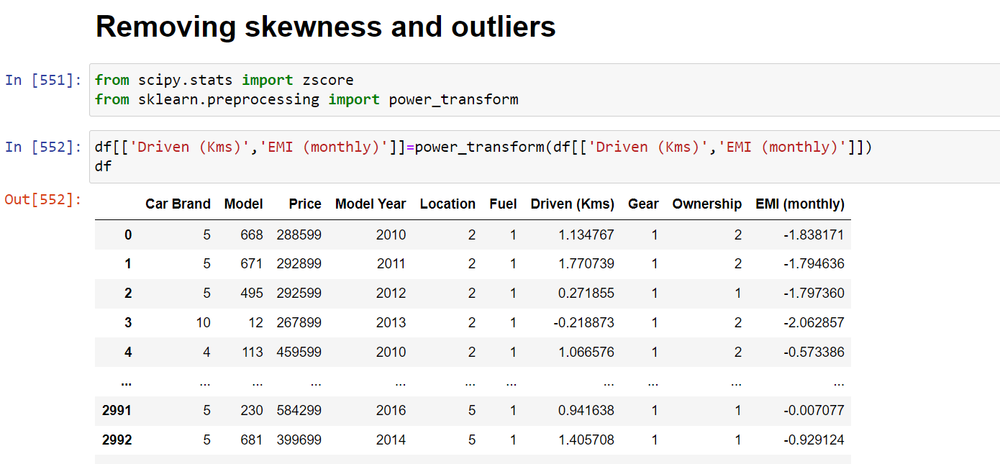 Removing skewness and outliers
In [551]: from scipy.stats import zscore
from sklearn.preprocessing import power_transform
In [552]: df[['Driven (Kms)','EMI (monthly)']]=power_transform(df[['Driven (Kms)','EMI (monthly)']])
df
Out[552]:
Car Brand Model Price Model Year Location Fuel Driven (Kms) Gear Ownership EMI (monthly)
0 5 668 288599 2010 2 1 1.134767 1 2 -1.838171
1 5 671 292899 2011 2 1 1.770739 1 2 -1.794636
2 5 495 292599 2012 2 1 0.271855 1 1 -1.797360
3 10 12 267899 2013 2 1 -0.218873 1 2 -2.062857
4 4 113 459599 2010 2 1 1.066576 1 2 -0.573386
... ... ... ... ... ... ... ... ... ... ...
2991 5 230 584299 2016 5 1 0.941638 1 1 -0.007077
2992 5 681 399699 2014 5 1 1.405708 1 1 -0.929124